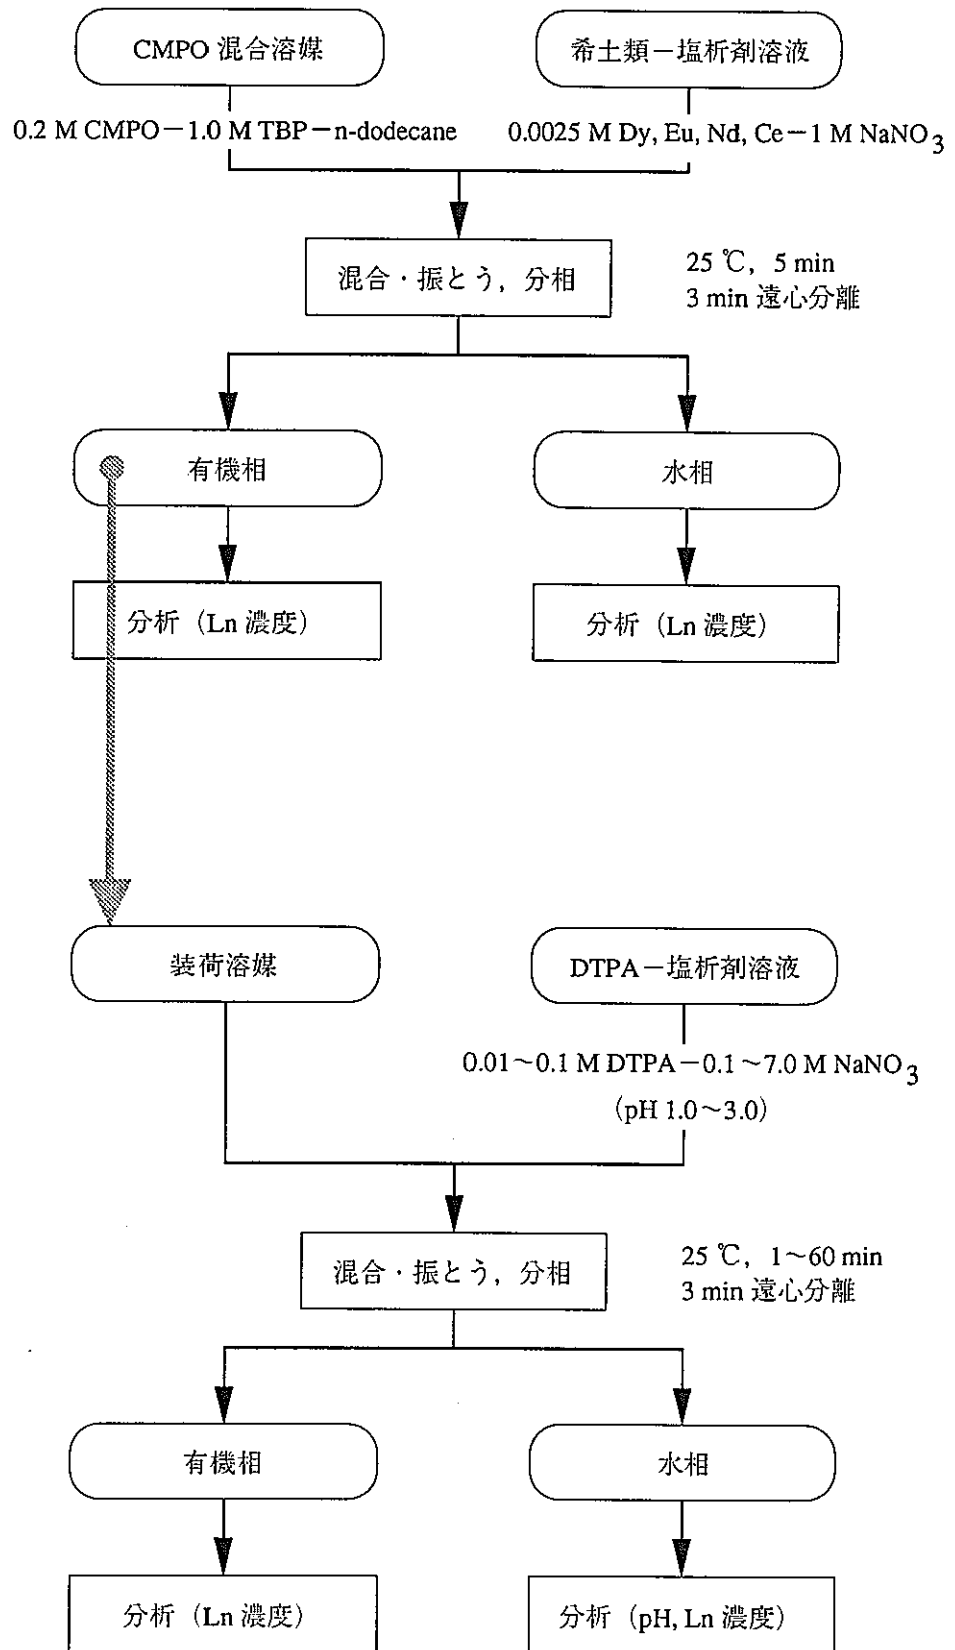 CMPO 混合溶媒
希土類－塩析剤溶液
0.2 M CMPO－1.0 M TBP－n-dodecane
0.0025 M Dy, Eu, Nd, Ce－1 M NaNO3
混合・振とう，分相
25 ℃，5 min
3 min 遠心分離
有機相
水相
分析（Ln 濃度）
分析（Ln 濃度）
装荷溶媒
DTPA－塩析剤溶液
0.01～0.1 M DTPA－0.1～7.0 M NaNO3
（pH 1.0～3.0）
混合・振とう，分相
25 ℃，1～60 min
3 min 遠心分離
有機相
水相
分析（Ln 濃度）
分析（pH, Ln 濃度）